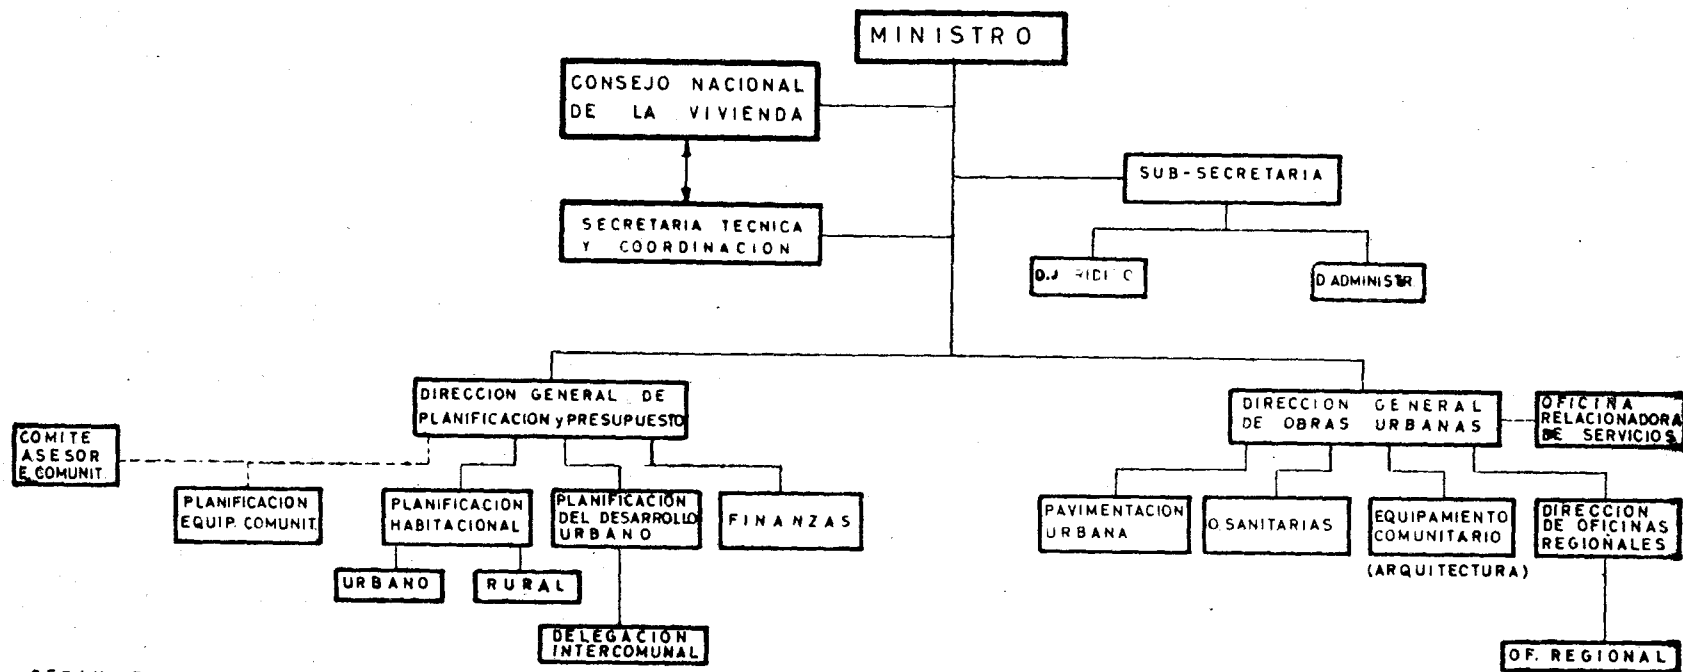 MINISTRO
CONSEJO NACIONAL
DE LA VIVIENDA
SUB-SECRETARIA
SECRETARIA TECNICA
Y COORDINACION
D.J
D ADMINISTR
DIRECCION GENERAL DE
PLANIFICACION y PRESUPUESTO
DIRECCION GENERAL
DE OBRAS URBANAS
OFICINA
RELACIONADORA
DE SERVICIOS
COMITE
ASESOR
E. COMUNIT.
PLANIFICACION
EQUIP. COMUNIT.
PLANIFICACION
HABITACIONAL
PLANIFICACION
DEL DESARROLLO
URBANO
FINANZAS
PAVIMENTACION
URBANA
O. SANITARIAS
EQUIPAMIENTO
COMUNITARIO
(ARQUITECTURA)
DIRECCION
DE OFICINAS
REGIONALES
URBANO
RURAL
DELEGACION
INTERCOMUNAL
OF. REGIONAL